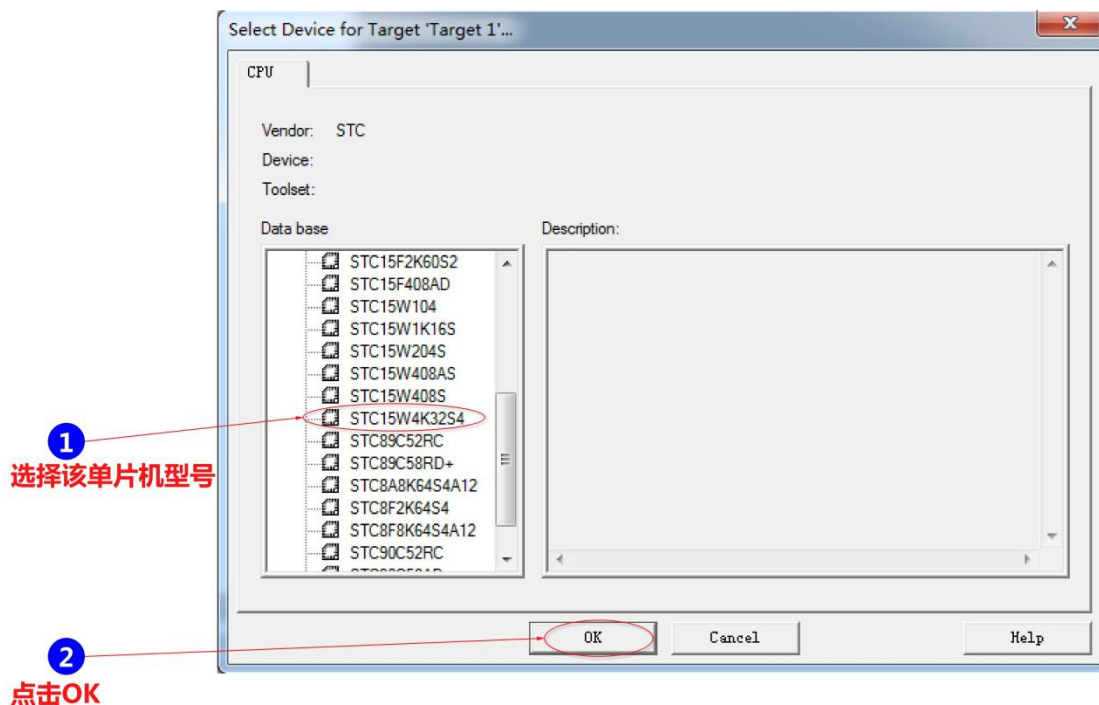 Select Device for Target 'Target 1'...
CPU
Vendor: STC
Device:
Toolset:
Data base
Description:
STC15F2K60S2
STC15F408AD
STC15W104
STC15W1K16S
STC15W204S
STC15W408AS
STC15W408S
STC15W4K32S4
STC89C52RC
STC89C58RD+
STC8A8K64S4A12
STC8F2K64S4
STC8F8K64S4A12
STC90C52RC
1
选择该单片机型号
OK Cancel Help
2
点击OK